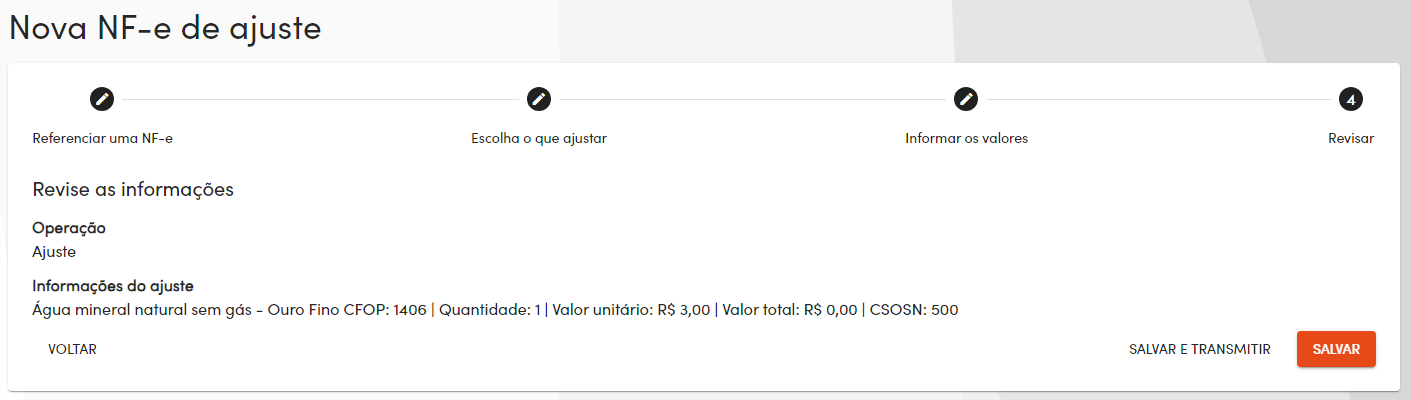 Nova NF-e de ajuste
4
Referenciar uma NF-e
Escolha o que ajustar
Informar os valores
Revisar
Revise as informações
Operação
Ajuste
Informações do ajuste
Água mineral natural sem gás - Ouro Fino CFOP: 1406 | Quantidade: 1 | Valor unitário: R$ 3,00 | Valor total: R$ 0,00 | CSOSN: 500
VOLTAR
SALVAR E TRANSMITIR
SALVAR